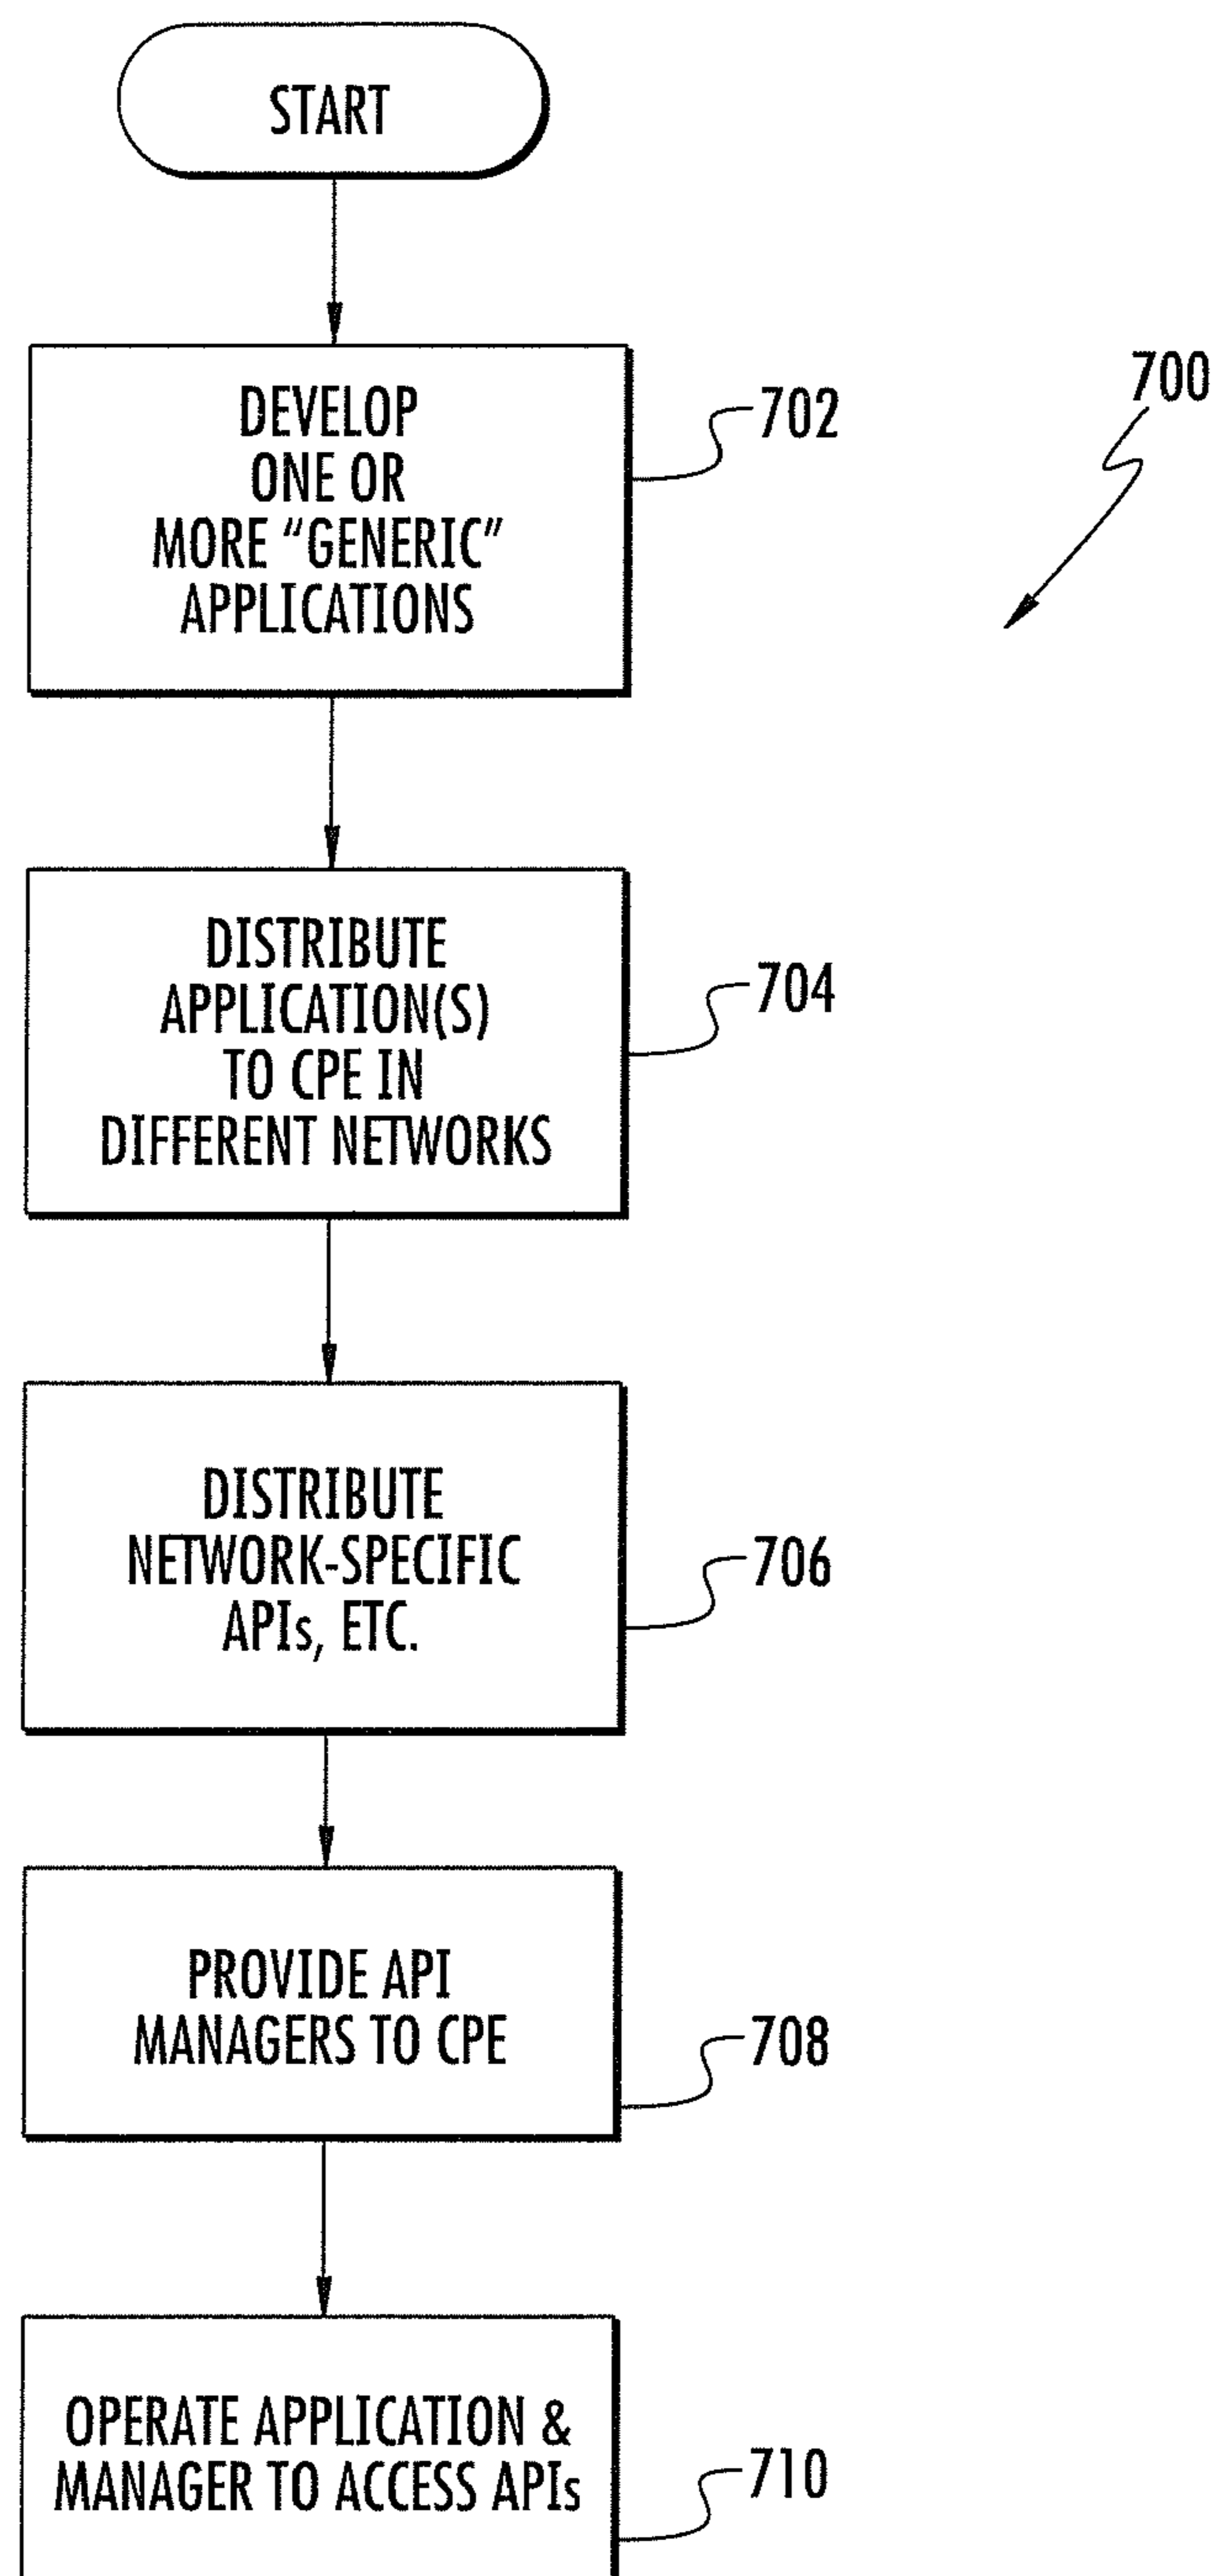 START
DEVELOP
ONE OR
MORE “GENERIC”
APPLICATIONS
702
700
DISTRIBUTE
APPLICATION(S)
TO CPE IN
DIFFERENT NETWORKS
704
DISTRIBUTE
NETWORK-SPECIFIC
APIs, ETC.
706
PROVIDE API
MANAGERS TO CPE
708
OPERATE APPLICATION &
MANAGER TO ACCESS APIs
710